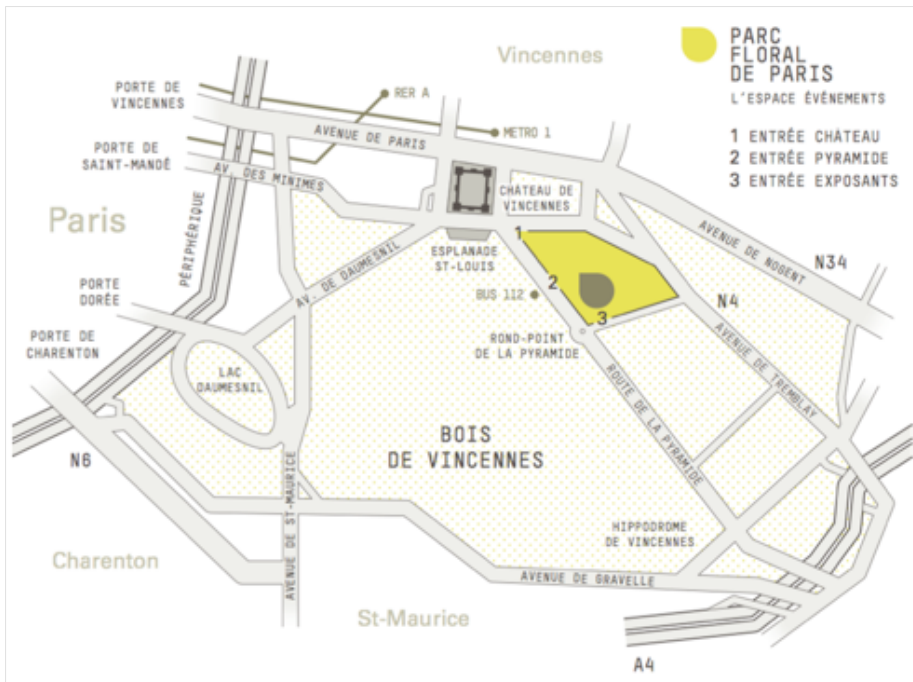 Vincennes
PARC
FLORAL
DE PARIS
L'ESPACE ÉVÉNEMENTS
1 ENTRÉE CHÂTEAU
2 ENTRÉE PYRAMIDE
3 ENTRÉE EXPOSANTS
PORTE DE
VINCENNES
RER A
METRO 1
AVENUE DE PARIS
PORTE DE
SAINT-MANDÉ
AV. DES MINIMES
CHÂTEAU DE
VINCENNES
Paris
PÉRIPHÉRIQUE
ESPLANADE
ST-LOUIS
AV. DE DAUMESNIL
1
2
3
BUS 112
AVENUE DE NOGENT
N34
N4
PORTE
DORÉE
PORTE DE
CHARENTON
ROND-POINT
DE LA PYRAMIDE
AVENUE DE TREMBLAY
LAC
DAUMESNIL
ROUTE DE LA PYRAMIDE
BOIS
DE VINCENNES
N6
AVENUE DE ST-MAURICE
HIPPODROME
DE VINCENNES
Charenton
AVENUE DE GRAVELLE
St-Maurice
A4